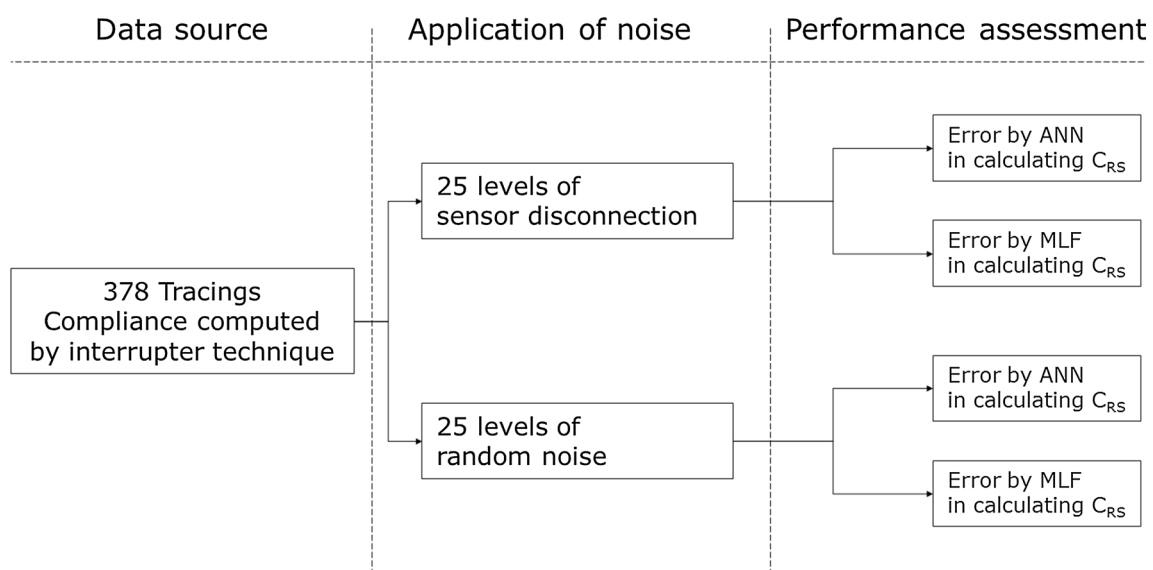 Data source
Application of noise
Performance assessment
378 Tracings
Compliance computed
by interrupter technique
25 levels of
sensor disconnection
25 levels of
random noise
Error by ANN
in calculating CRS
Error by MLF
in calculating CRS
Error by ANN
in calculating CRS
Error by MLF
in calculating CRS